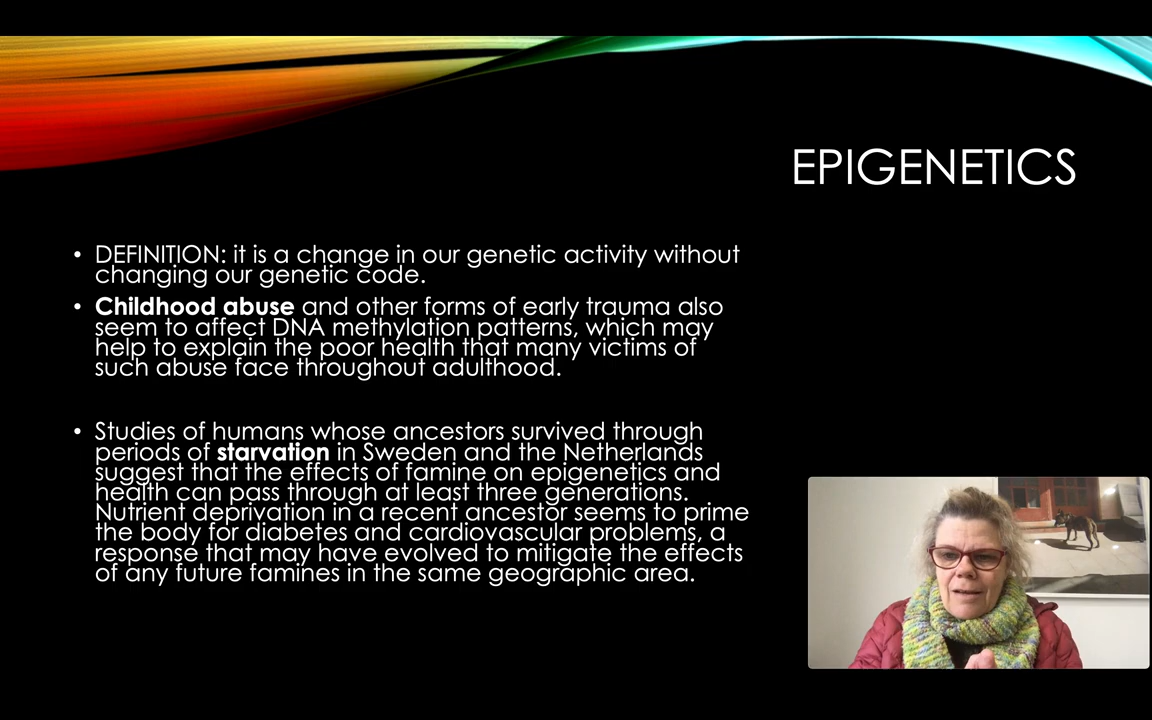 EPIGENETICS
• DEFINITION: it is a change in our genetic activity without
changing our genetic code.
• Childhood abuse and other forms of early trauma also
seem to affect DNA methylation patterns, which may
help to explain the poor health that many victims of
such abuse face throughout adulthood.
• Studies of humans whose ancestors survived through
periods of starvation in Sweden and the Netherlands
suggest that the effects of famine on epigenetics and
health can pass through at least three generations.
Nutrient deprivation in a recent ancestor seems to prime
the body for diabetes and cardiovascular problems, a
response that may have evolved to mitigate the effects
of any future famines in the same geographic area.